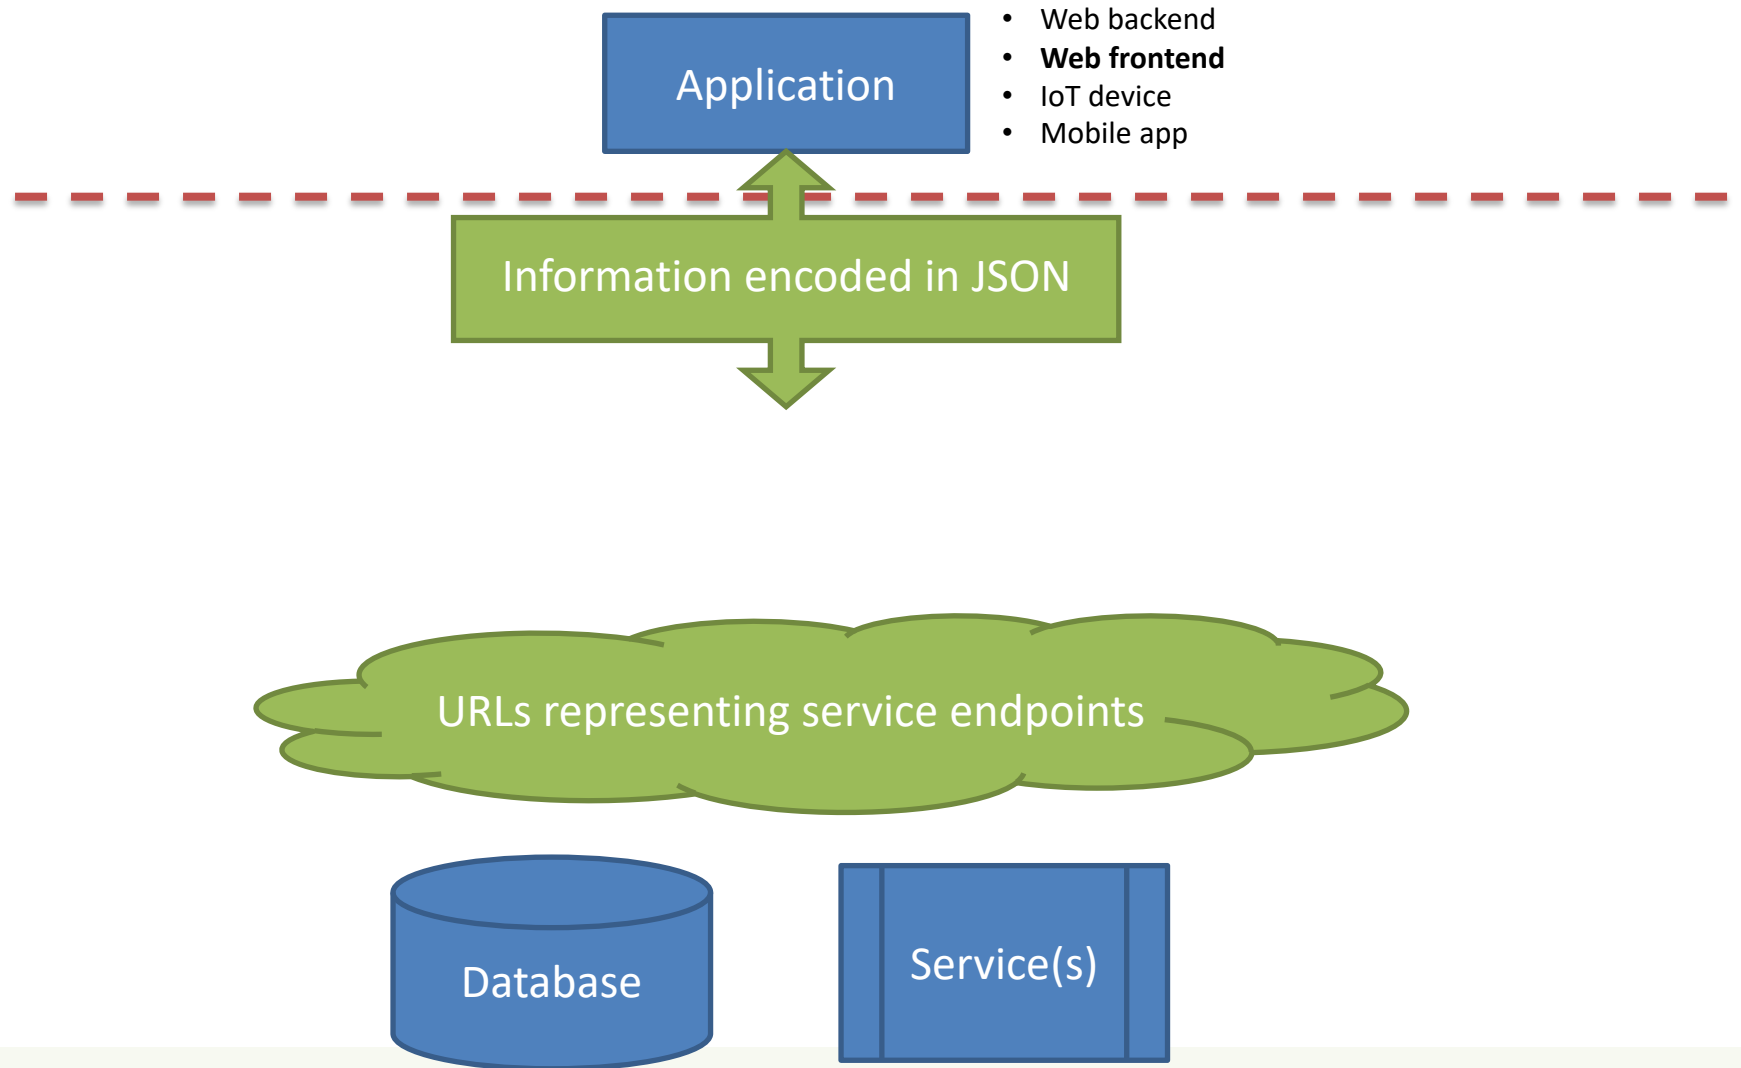 • Web backend
• Web frontend
• IoT device
• Mobile app
Application
Information encoded in JSON
URLs representing service endpoints
Database
Service(s)